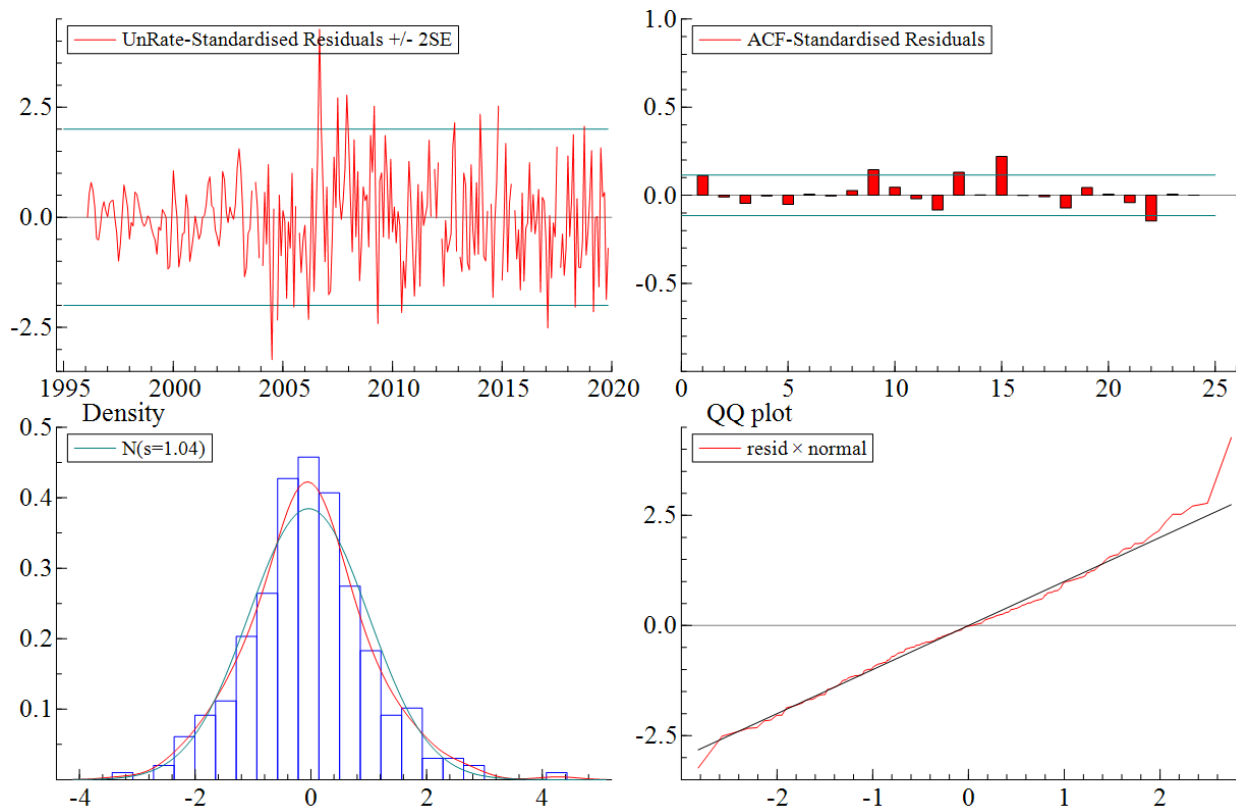 UnRate-Standardised Residuals +/- 2SE
2.5
0.0
-2.5
1995 2000 2005 2010 2015 2020
ACF-Standardised Residuals
1.0
0.5
0.0
-0.5
0 5 10 15 20 25
Density
N(s=1.04)
0.5
0.4
0.3
0.2
0.1
-4 -2 0 2 4
QQ plot
resid × normal
2.5
0.0
-2.5
-2 -1 0 1 2